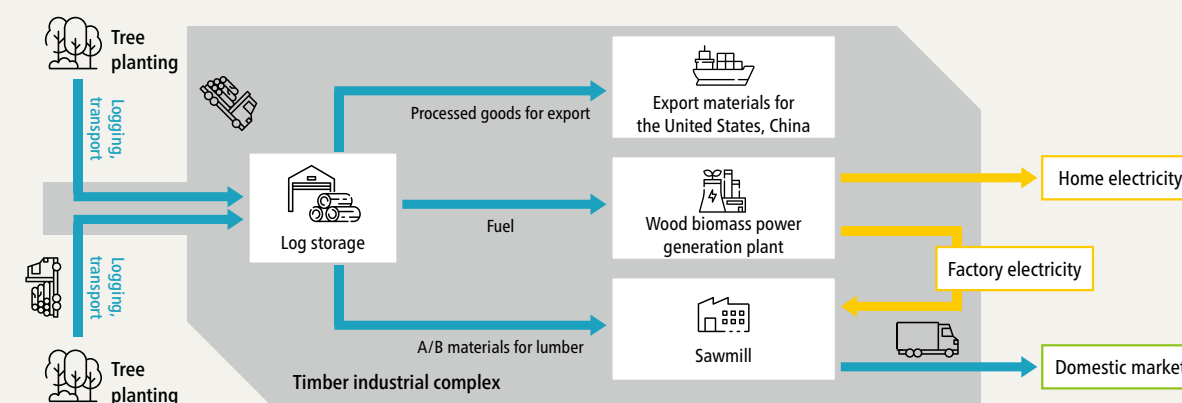 Tree
planting
Logging,
transport
Processed goods for export
Export materials for
the United States, China
Log storage
Fuel
Wood biomass power
generation plant
Home electricity
Factory electricity
Logging,
transport
A/B materials for lumber
Sawmill
Domestic market
Tree
planting
Timber industrial complex